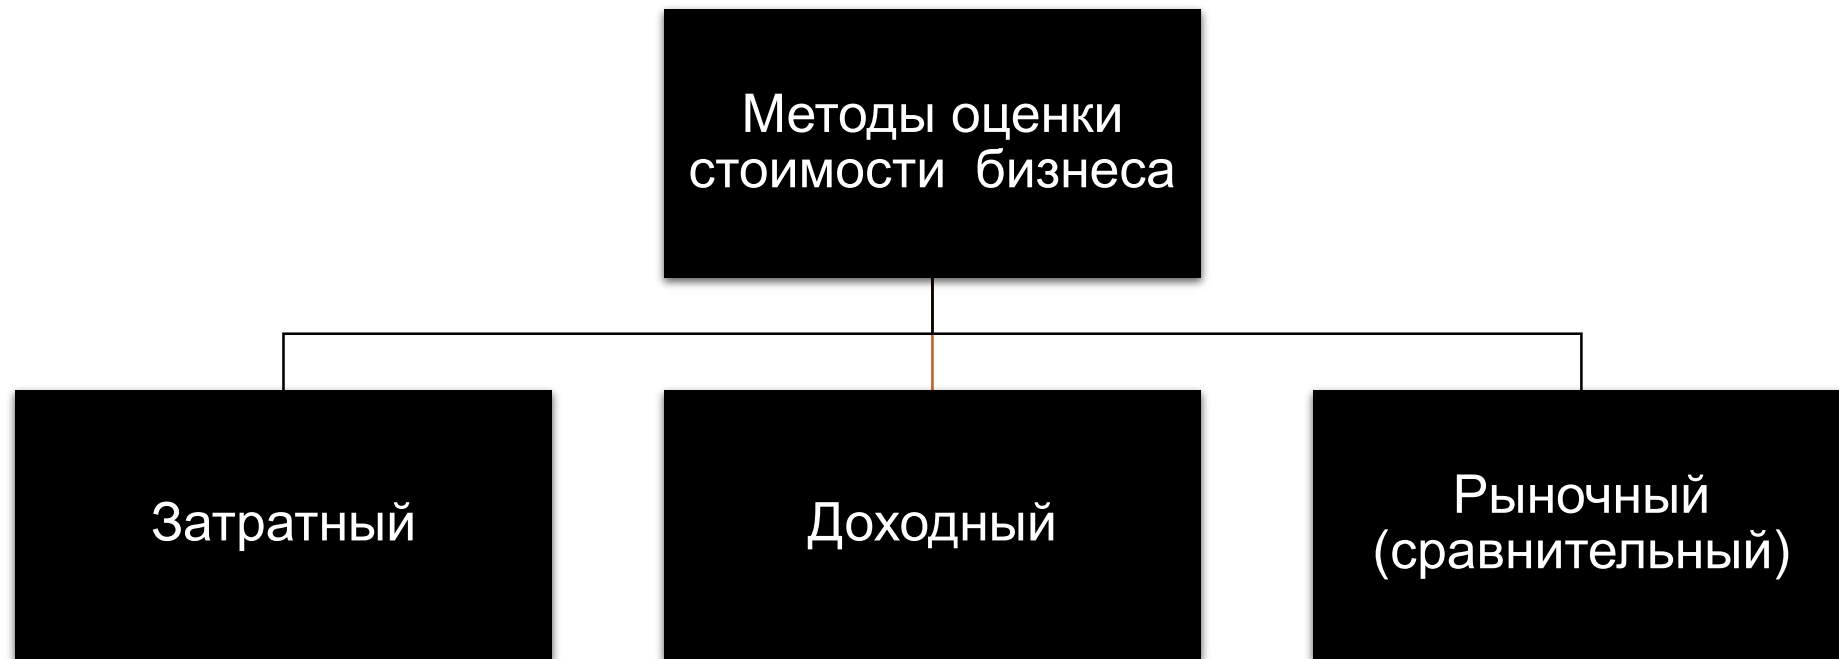 Методы оценки
стоимости  бизнеса
Затратный
Доходный
Рыночный
(сравнительный)